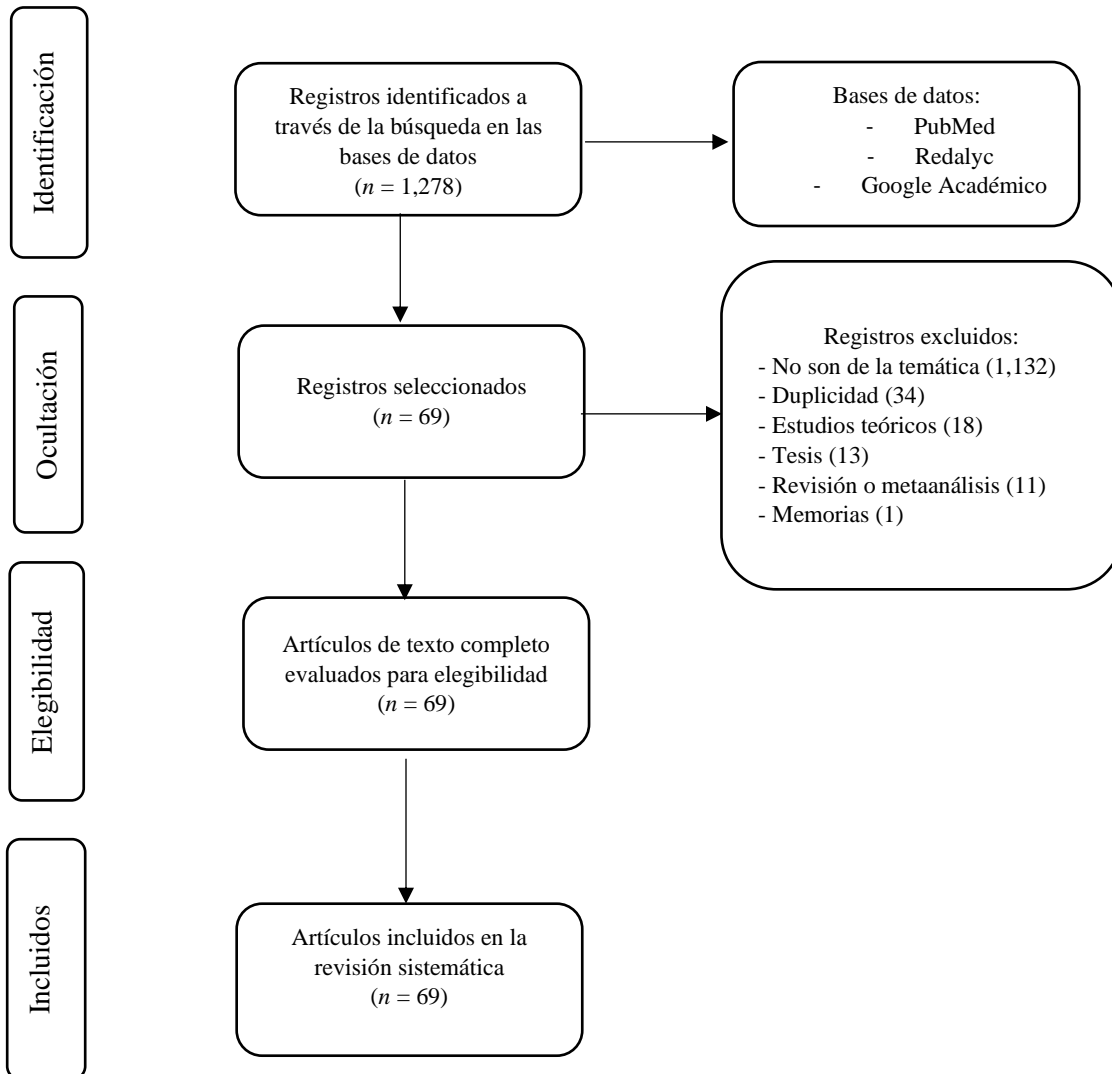 Identificación
Registros identificados a
través de la búsqueda en las
bases de datos
(n = 1,278)
Bases de datos:
- PubMed
- Redalyc
- Google Académico
Ocultación
Registros seleccionados
(n = 69)
Registros excluidos:
- No son de la temática (1,132)
- Duplicidad (34)
- Estudios teóricos (18)
- Tesis (13)
- Revisión o metaanálisis (11)
- Memorias (1)
Elegibilidad
Artículos de texto completo
evaluados para elegibilidad
(n = 69)
Incluidos
Artículos incluidos en la
revisión sistemática
(n = 69)